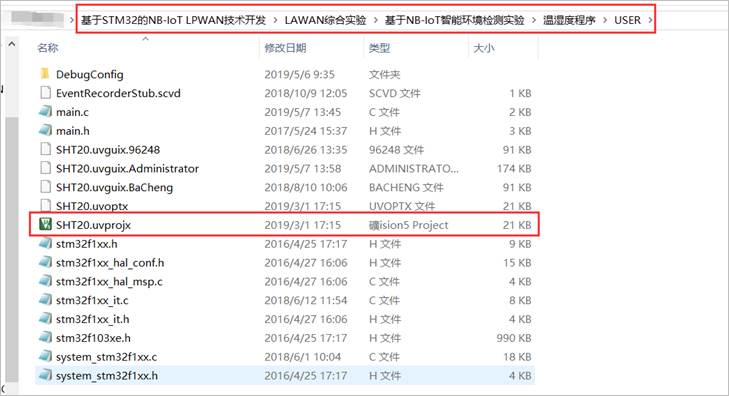 基于STM32的NB-IoT LPWAN技术开发 > LAWAN综合实验 > 基于NB-IoT智能环境检测实验 > 温湿度程序 > USER >
名称 修改日期 类型 大小
DebugConfig 2019/5/6 9:35 文件夹
EventRecorderStub.scvd 2018/10/9 12:05 SCVD 文件 1 KB
main.c 2019/5/7 13:45 C 文件 2 KB
main.h 2017/5/24 15:37 H 文件 3 KB
SHT20.uvguix.96248 2018/6/26 13:35 96248 文件 91 KB
SHT20.uvguix.Administrator 2019/5/7 13:58 ADMINISTRATO... 174 KB
SHT20.uvguix.BaCheng 2018/8/10 10:06 BACHENG 文件 91 KB
SHT20.uvoptx 2019/3/1 17:15 UVOPTX 文件 21 KB
SHT20.uvprojx 2019/3/1 17:15 礦ision5 Project 21 KB
stm32f1xx.h 2016/4/25 17:17 H 文件 9 KB
stm32f1xx_hal_conf.h 2016/4/27 16:06 H 文件 15 KB
stm32f1xx_hal_msp.c 2016/4/27 16:06 C 文件 4 KB
stm32f1xx_it.c 2018/6/12 11:54 C 文件 8 KB
stm32f1xx_it.h 2016/4/27 16:06 H 文件 4 KB
stm32f103xe.h 2016/4/25 17:17 H 文件 990 KB
system_stm32f1xx.c 2018/6/1 10:04 C 文件 18 KB
system_stm32f1xx.h 2016/4/25 17:17 H 文件 4 KB